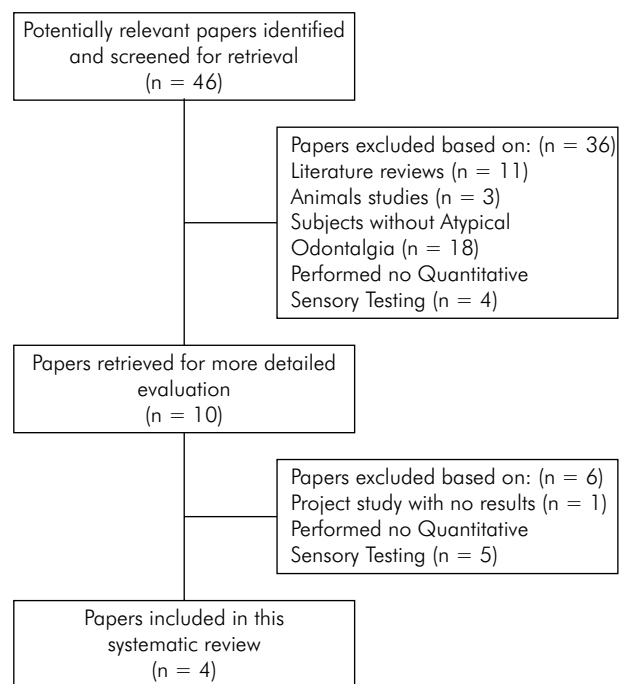 Potentially relevant papers identified
and screened for retrieval
(n = 46)
Papers excluded based on: (n = 36)
Literature reviews (n = 11)
Animals studies (n = 3)
Subjects without Atypical
Odontalgia (n = 18)
Performed no Quantitative
Sensory Testing (n = 4)
Papers retrieved for more detailed
evaluation
(n = 10)
Papers excluded based on: (n = 6)
Project study with no results (n = 1)
Performed no Quantitative
Sensory Testing (n = 5)
Papers included in this
systematic review
(n = 4)